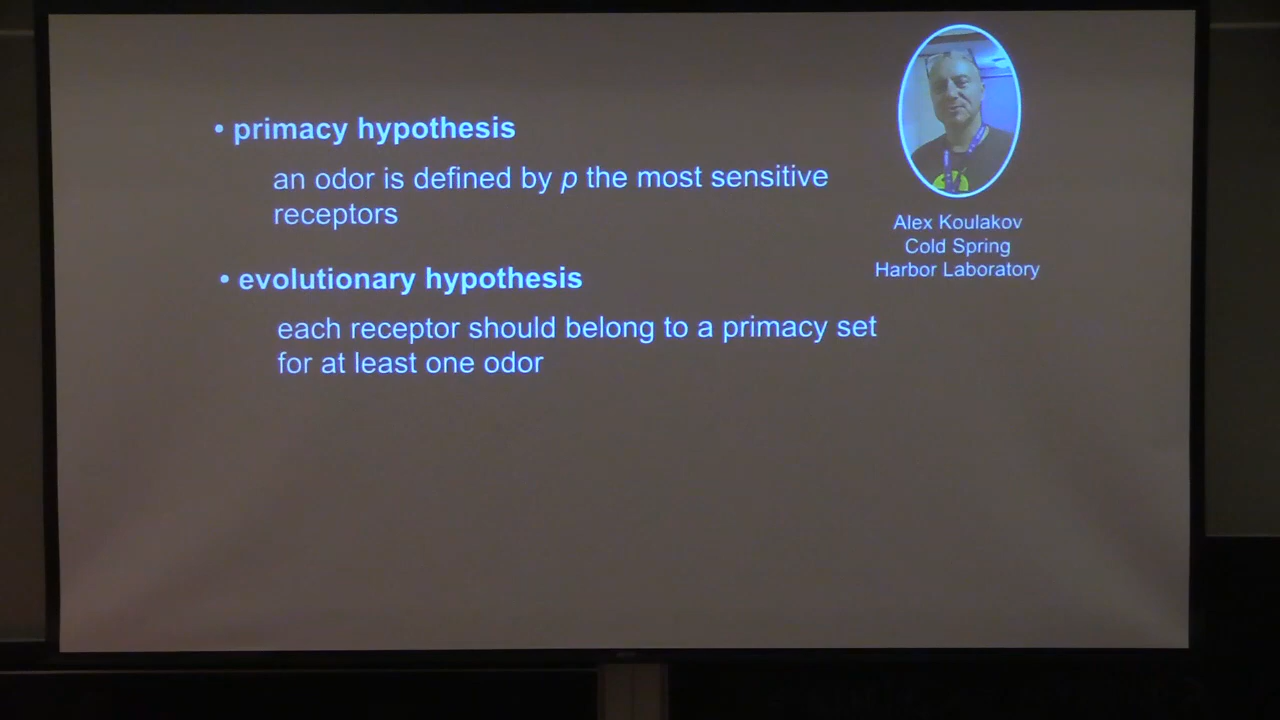 • primacy hypothesis
an odor is defined by p the most sensitive
receptors
• evolutionary hypothesis
each receptor should belong to a primacy set
for at least one odor
Alex Koulakov
Cold Spring
Harbor Laboratory